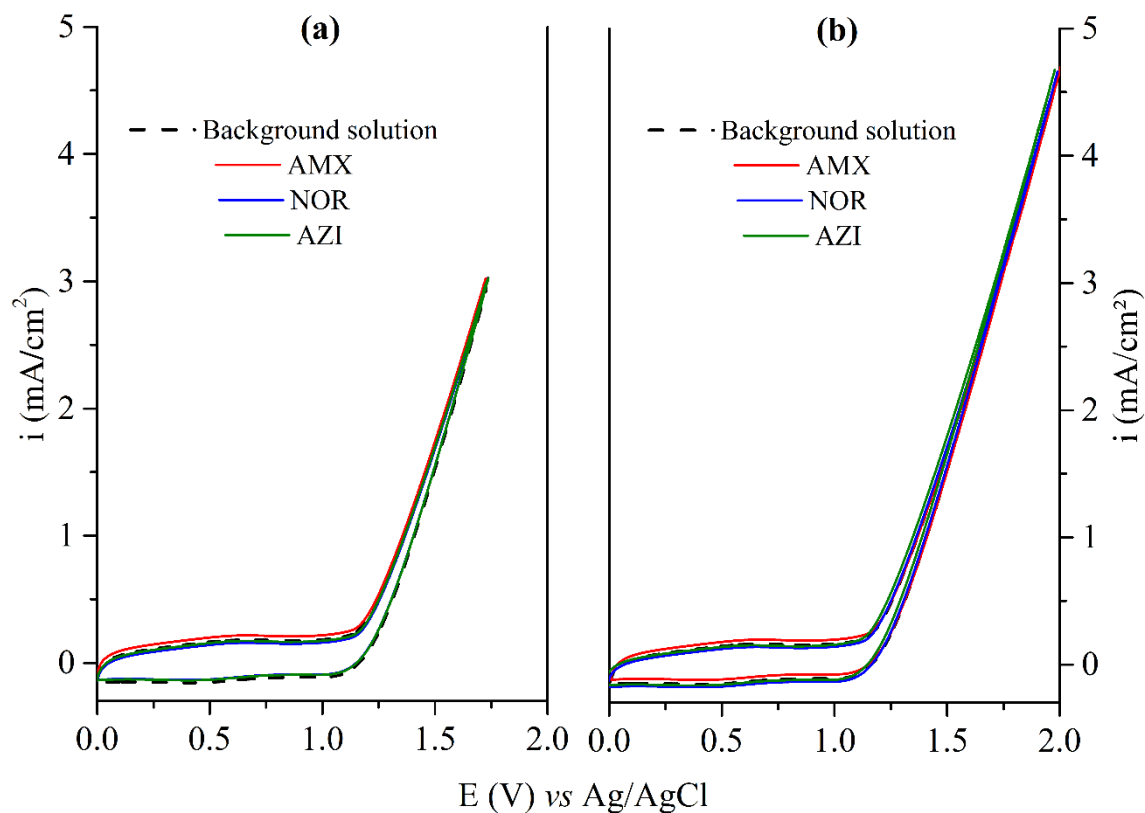 (a)
Background solution
AMX
NOR
AZI
5
4
3
2
1
0
i (mA/cm²)
0.0 0.5 1.0 1.5 2.0
(b)
Background solution
AMX
NOR
AZI
5
4
3
2
1
0
i (mA/cm²)
0.0 0.5 1.0 1.5 2.0
E (V) vs Ag/AgCl